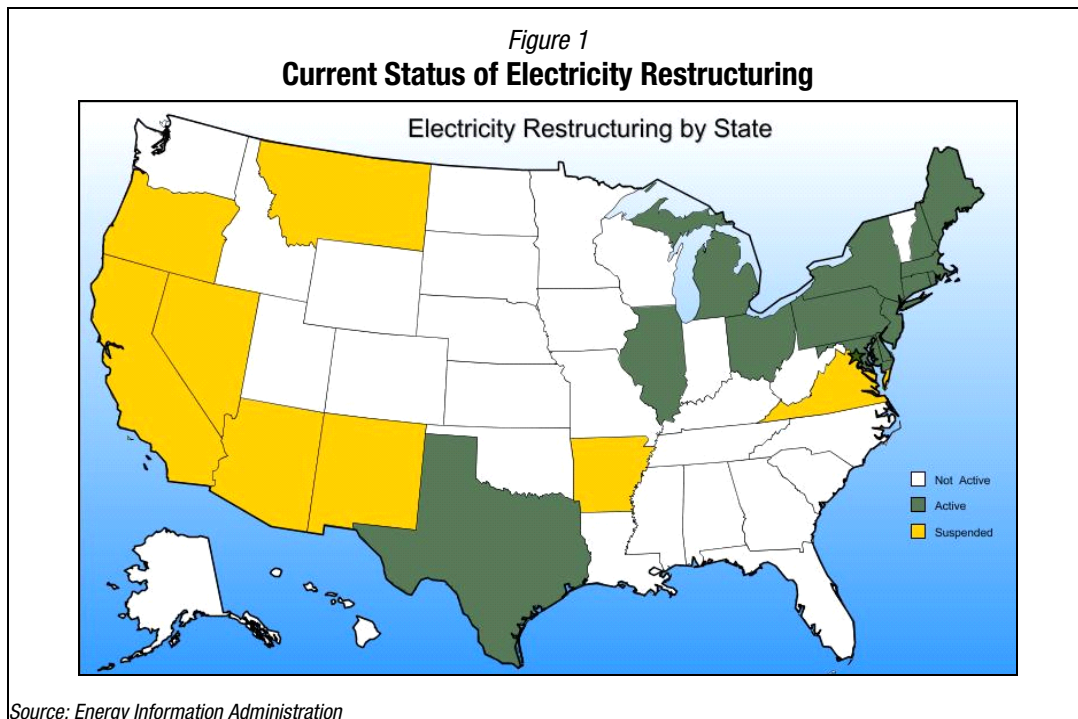 Figure 1
Current Status of Electricity Restructuring
Electricity Restructuring by State
Not Active
Active
Suspended
Source: Energy Information Administration